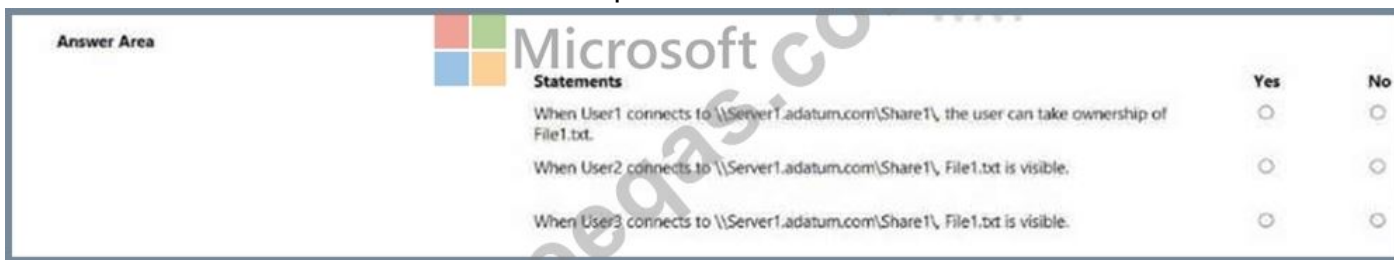 Answer Area
Microsoft
Statements
Yes
No
When User1 connects to \\Server1.adatum.com\Share1\, the user can take ownership of
File1.txt.
When User2 connects to \\Server1.adatum.com\Share1\, File1.txt is visible.
When User3 connects to \\Server1.adatum.com\Share1\, File1.txt is visible.